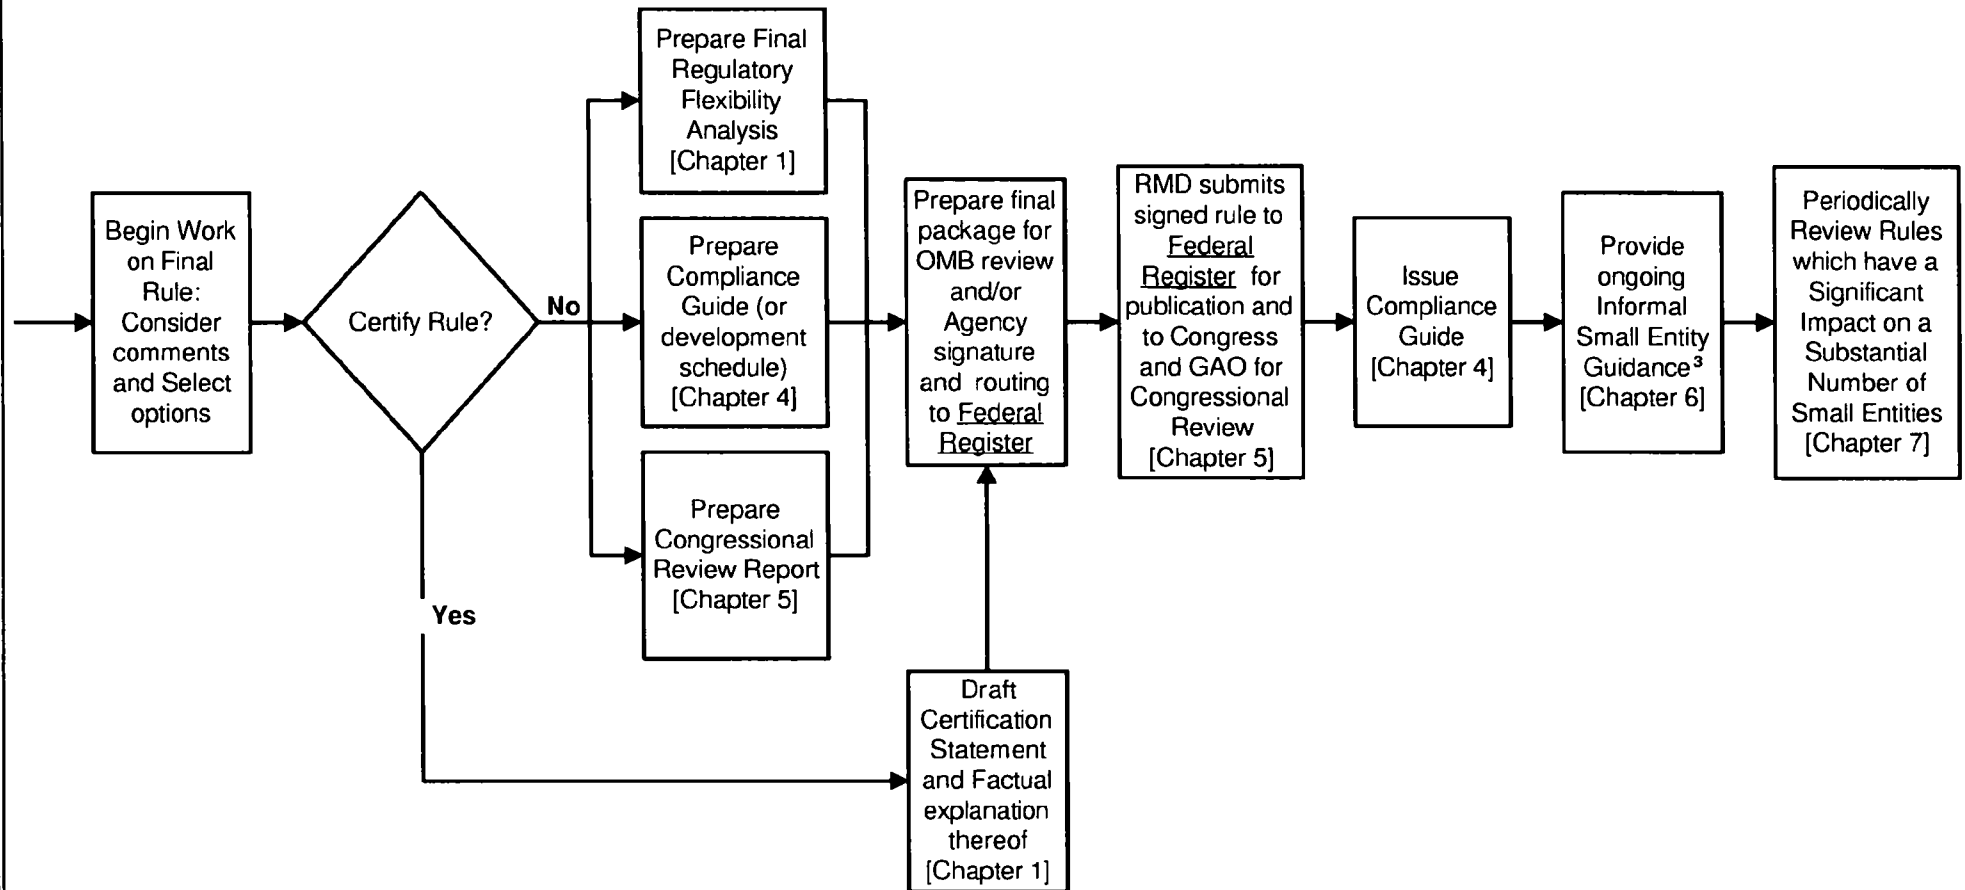 Begin Work
on Final
Rule:
Consider
comments
and Select
options
Certify Rule?
No
Yes
Prepare Final
Regulatory
Flexibility
Analysis
[Chapter 1]
Prepare
Compliance
Guide (or
development
schedule)
[Chapter 4]
Prepare
Congressional
Review Report
[Chapter 5]
Draft
Certification
Statement
and Factual
explanation
thereof
[Chapter 1]
Prepare final
package for
OMB review
and/or
Agency
signature
and routing
to Federal
Register
RMD submits
signed rule to
Federal
Register for
publication and
to Congress
and GAO for
Congressional
Review
[Chapter 5]
Issue
Compliance
Guide
[Chapter 4]
Provide
ongoing
Informal
Small Entity
Guidance³
[Chapter 6]
Periodically
Review Rules
which have a
Significant
Impact on a
Substantial
Number of
Small Entities
[Chapter 7]